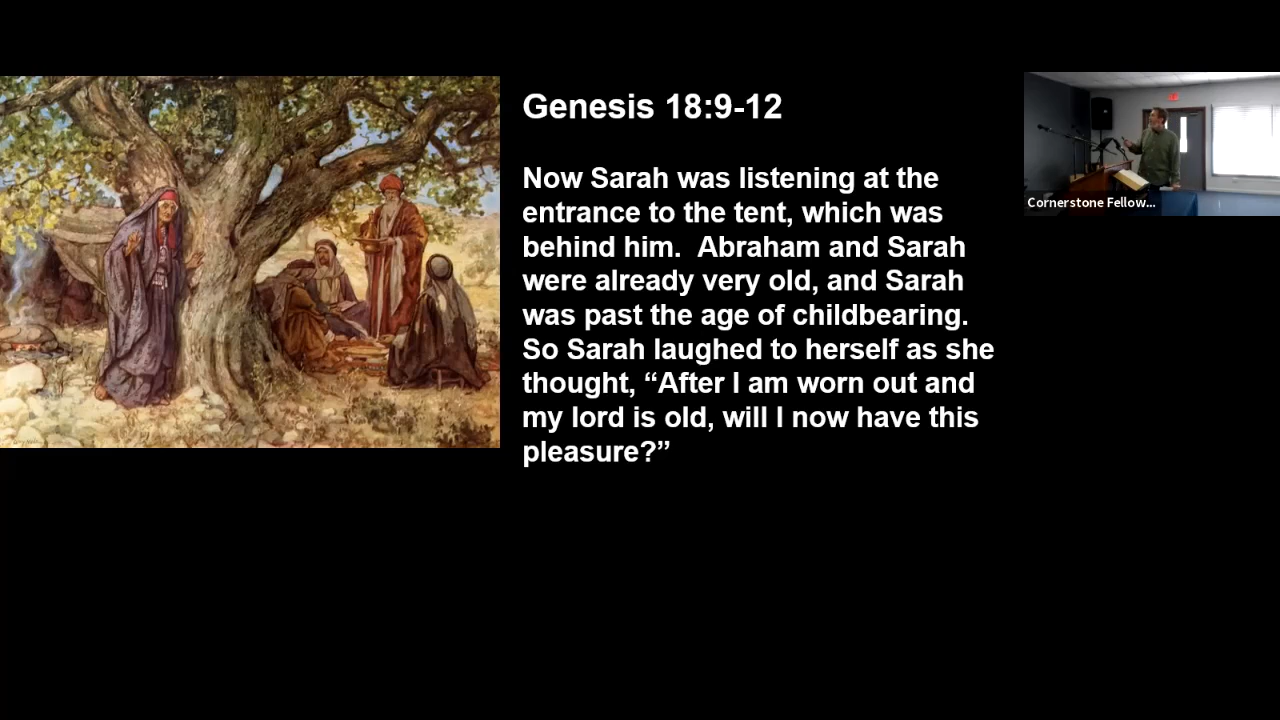 Genesis 18:9-12
Now Sarah was listening at the
entrance to the tent, which was
behind him.  Abraham and Sarah
were already very old, and Sarah
was past the age of childbearing.
So Sarah laughed to herself as she
thought, “After I am worn out and
my lord is old, will I now have this
pleasure?”
Cornerstone Fellow...